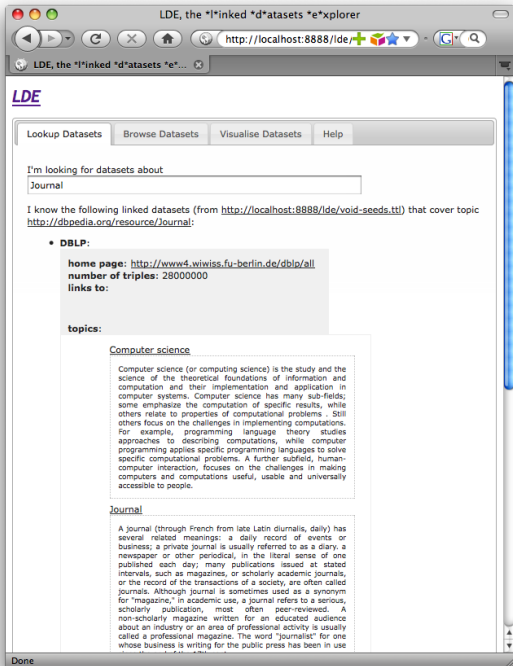 LDE, the *l*inked *d*atasets *e*xplorer
http://localhost:8888/lde/
G
LDE, the *l*inked *d*atasets *e*...
LDE
Lookup Datasets Browse Datasets Visualise Datasets Help
I'm looking for datasets about
Journal
I know the following linked datasets (from http://localhost:8888/lde/void-seeds.ttl) that cover topic
http://dbpedia.org/resource/Journal:
• DBLP:
home page: http://www4.wiwiss.fu-berlin.de/dblp/all
number of triples: 28000000
links to:
topics:
Computer science
Computer science (or computing science) is the study and the
science of the theoretical foundations of information and
computation and their implementation and application in
computer systems. Computer science has many sub-fields;
some emphasize the computation of specific results, while
others relate to properties of computational problems . Still
others focus on the challenges in implementing computations.
For example, programming language theory studies
approaches to describing computations, while computer
programming applies specific programming languages to solve
specific computational problems. A further subfield, human-
computer interaction, focuses on the challenges in making
computers and computations useful, usable and universally
accessible to people.
Journal
A journal (through French from late Latin diurnalis, daily) has
several related meanings: a daily record of events or
business; a private journal is usually referred to as a diary. a
newspaper or other periodical, in the literal sense of one
published each day; many publications issued at stated
intervals, such as magazines, or scholarly academic journals,
or the record of the transactions of a society, are often called
journals. Although journal is sometimes used as a synonym
for "magazine," in academic use, a journal refers to a serious,
scholarly publication, most often peer-reviewed. A
non-scholarly magazine written for an educated audience
about an industry or an area of professional activity is usually
called a professional magazine. The word "journalist" for one
whose business is writing for the public press has been in use
Done